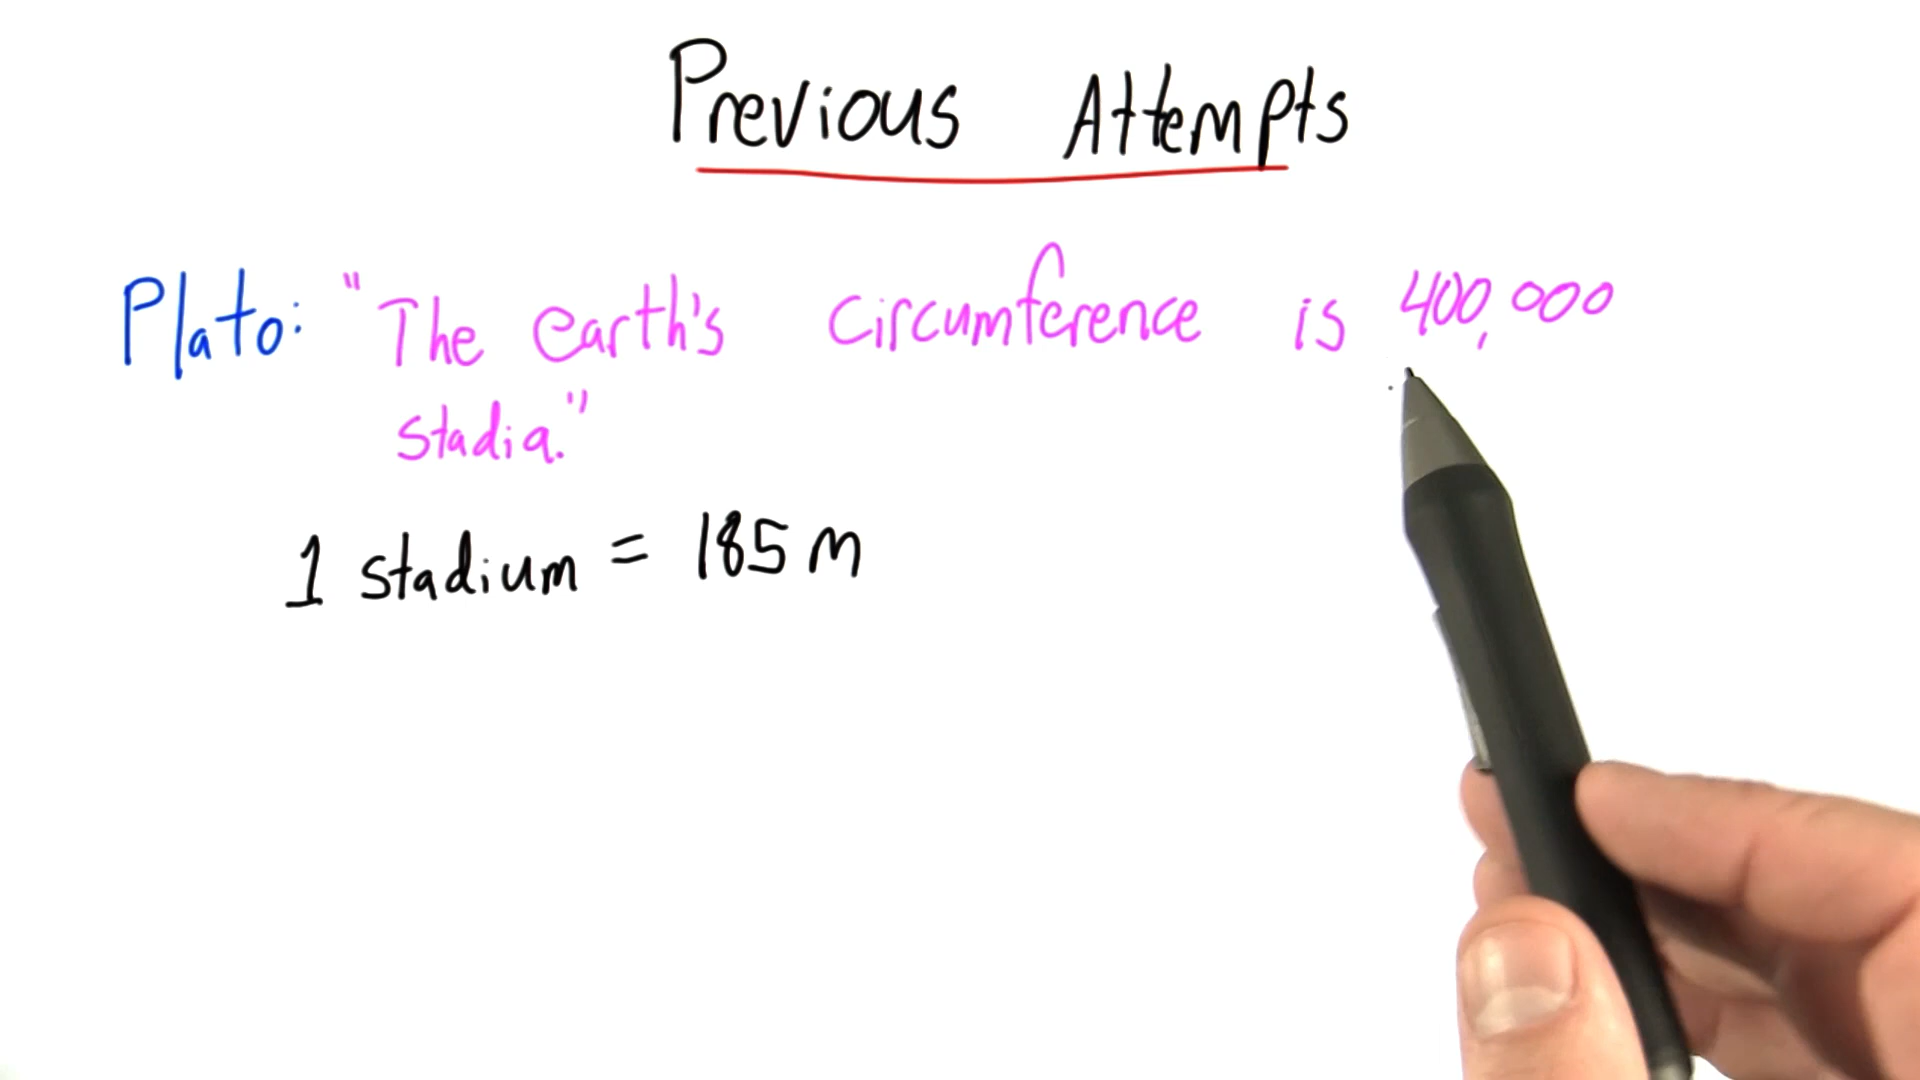 Previous Attempts
Plato: "The earth's circumference is 400,000
stadia."
1 stadium = 185 m